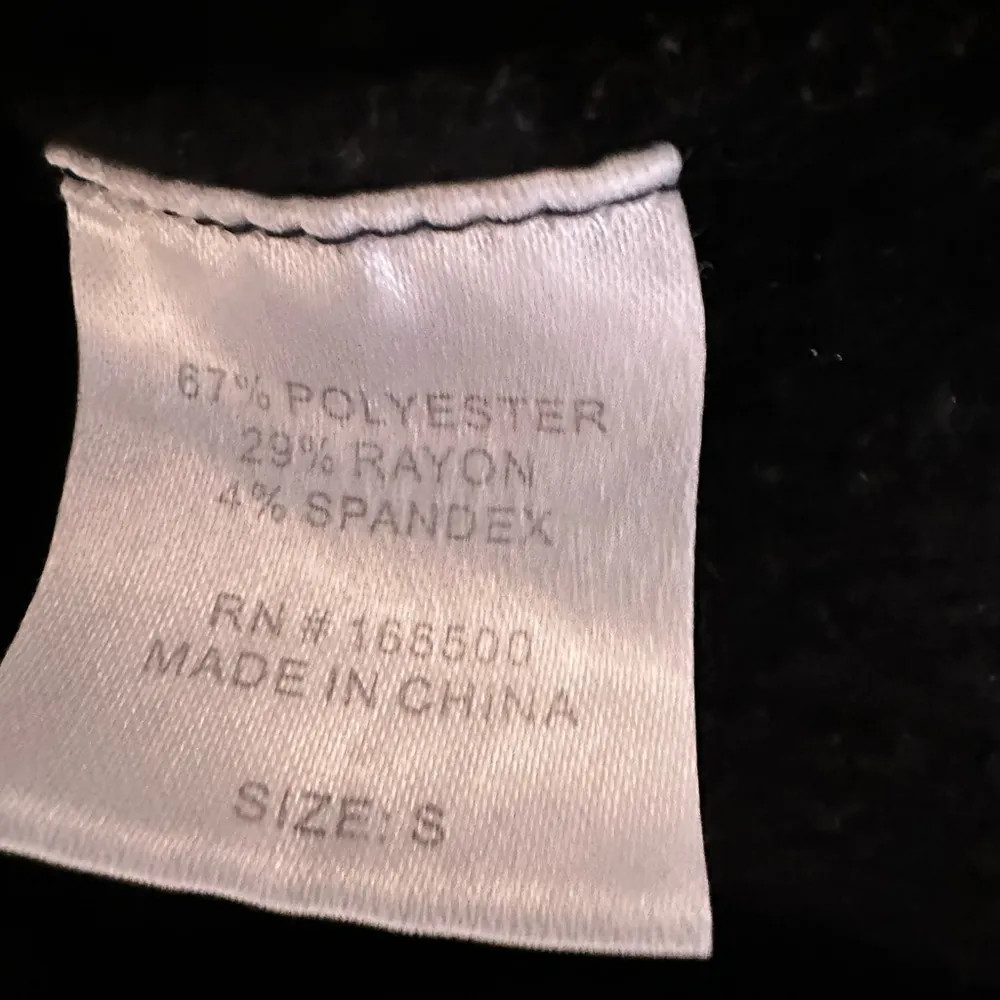 67% POLYESTER
29% RAYON
4% SPANDEX
RN # 166500
MADE IN CHINA
SIZE: S